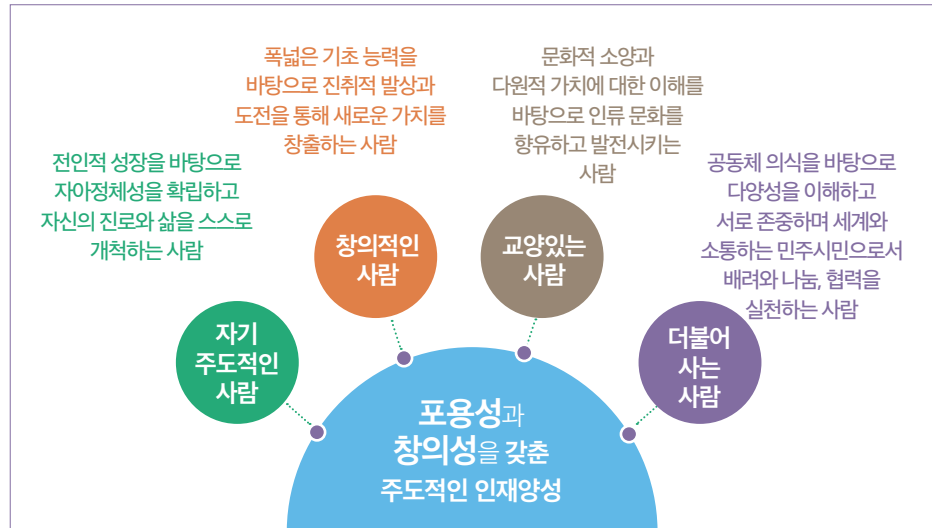 폭넓은 기초 능력을
바탕으로 진취적 발상과
도전을 통해 새로운 가치를
창출하는 사람
문화적 소양과
다원적 가치에 대한 이해를
바탕으로 인류 문화를
향유하고 발전시키는
사람
전인적 성장을 바탕으로
자아정체성을 확립하고
자신의 진로와 삶을 스스로
개척하는 사람
공동체 의식을 바탕으로
다양성을 이해하고
서로 존중하며 세계와
소통하는 민주시민으로서
배려와 나눔, 협력을
실천하는 사람
창의적인
사람
교양있는
사람
자기
주도적인
사람
더불어
사는
사람
포용성과
창의성을 갖춘
주도적인 인재양성